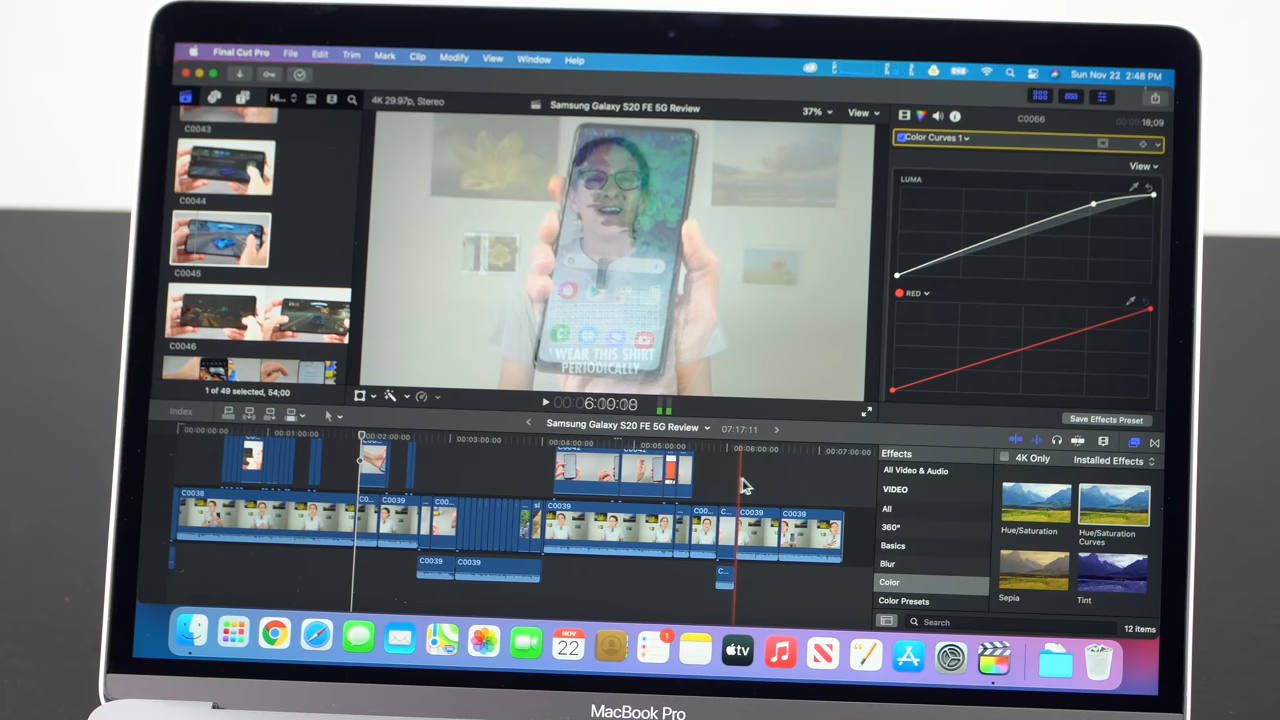 Final Cut Pro File Edit Trim Mark Clip Modify View Window Help Sun Nov 22 2:48 PM
4K 29.97p, Stereo Samsung Galaxy S20 FE 5G Review 37% View C0066 18;09
C0043
C0044
C0045
C0046
1 of 49 selected, 54;00
WEAR THIS SHIRT
PERIODICALLY
Color Curves 1
View
LUMA
RED
Save Effects Preset
Index Samsung Galaxy S20 FE 5G Review 07:17:11
00:00:00:00 00:01:00:00 00:02:00:00 00:03:00:00 00:04:00:00 00:05:00:00 00:06:00:00 00:07:00:00
C0042 C0042
C0038 C0039 C0039 C0039 C0039
C0039 C0039
Effects 4K Only Installed Effects
All Video & Audio
VIDEO
All
360°
Basics
Blur
Color
Color Presets
Hue/Saturation
Hue/Saturation
Curves
Sepia
Tint
Search 12 items
NOV
22
1
tv
MacBook Pro